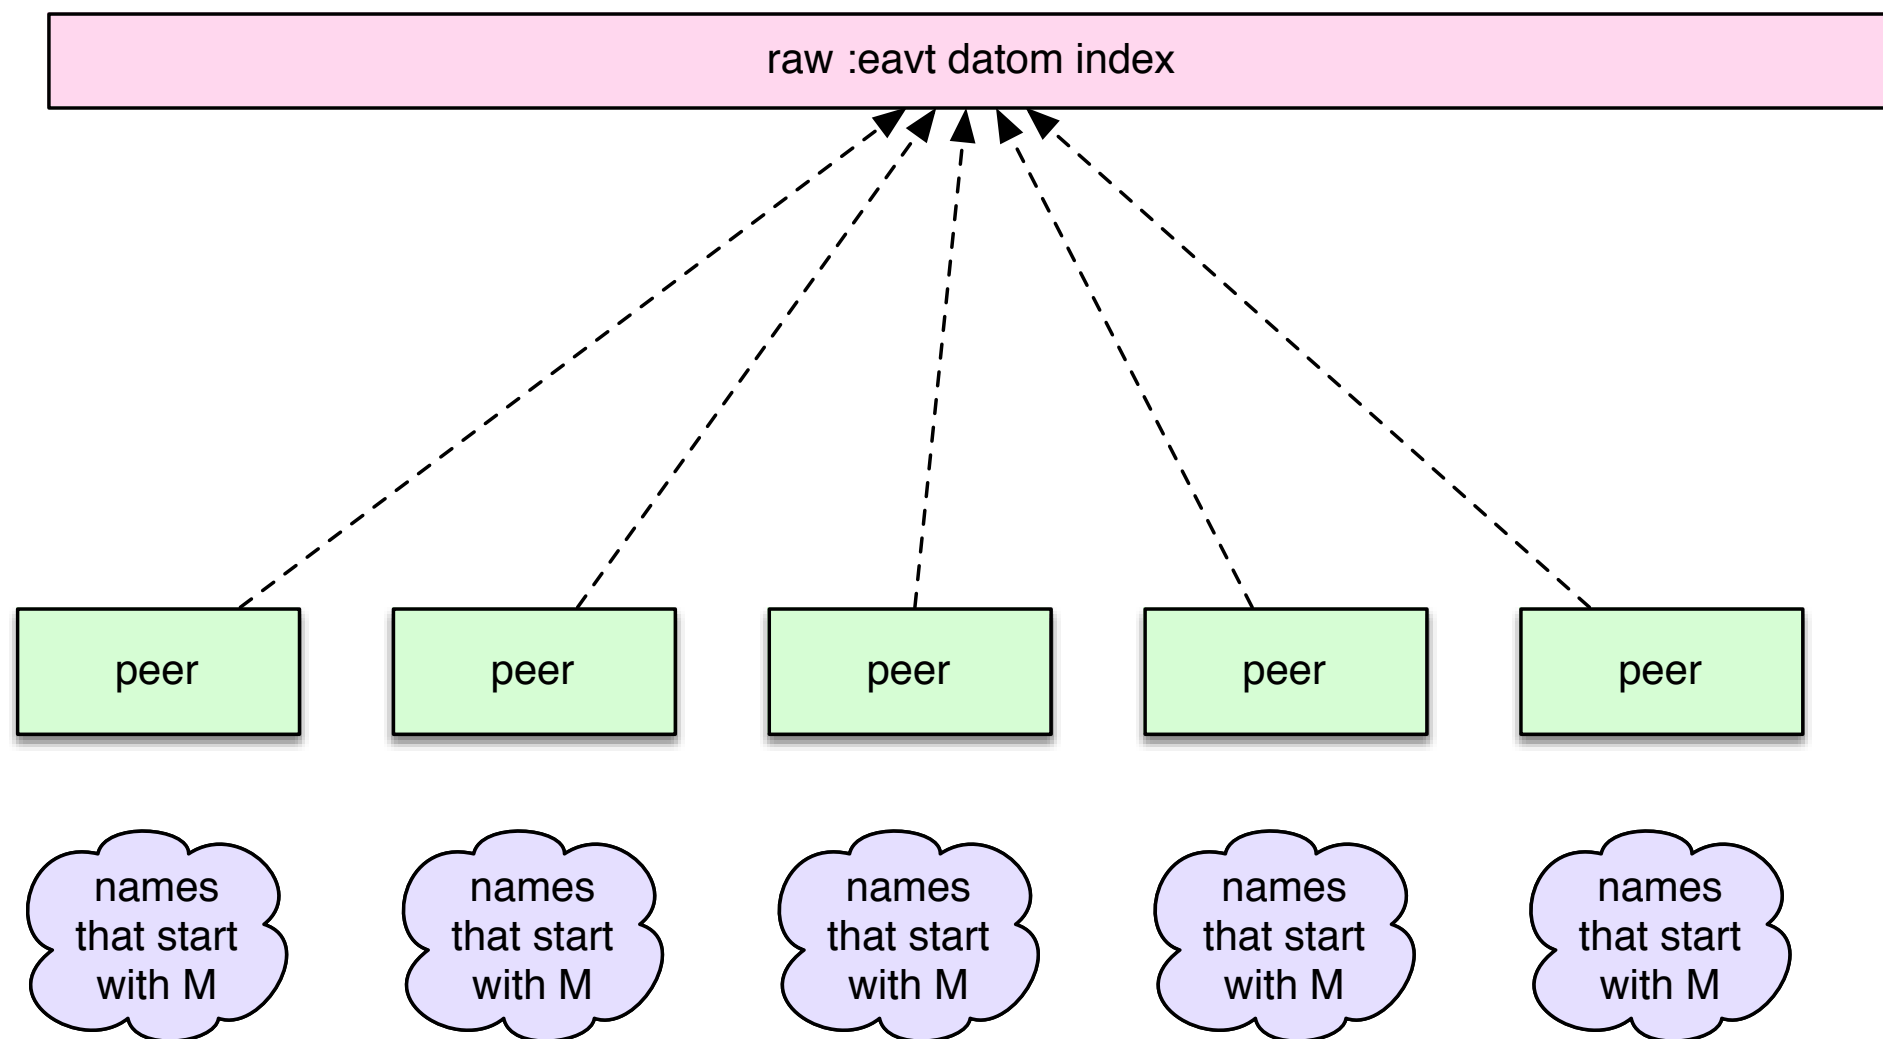 raw :eavt datom index
peer
peer
peer
peer
peer
names
that start
with M
names
that start
with M
names
that start
with M
names
that start
with M
names
that start
with M